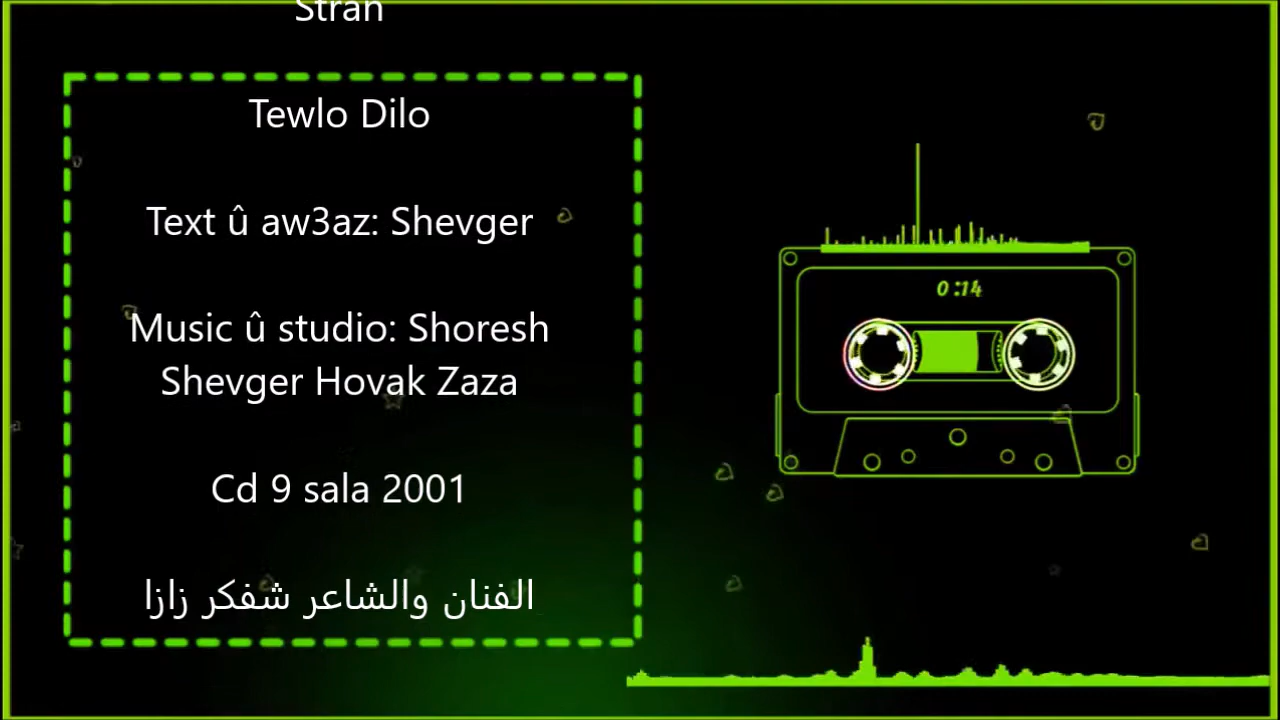 Stran
Tewlo Dilo
Text û aw3az: Shevger
Music û studio: Shoresh
Shevger Hovak Zaza
Cd 9 sala 2001
الفنان والشاعر شفكر زازا
0:14